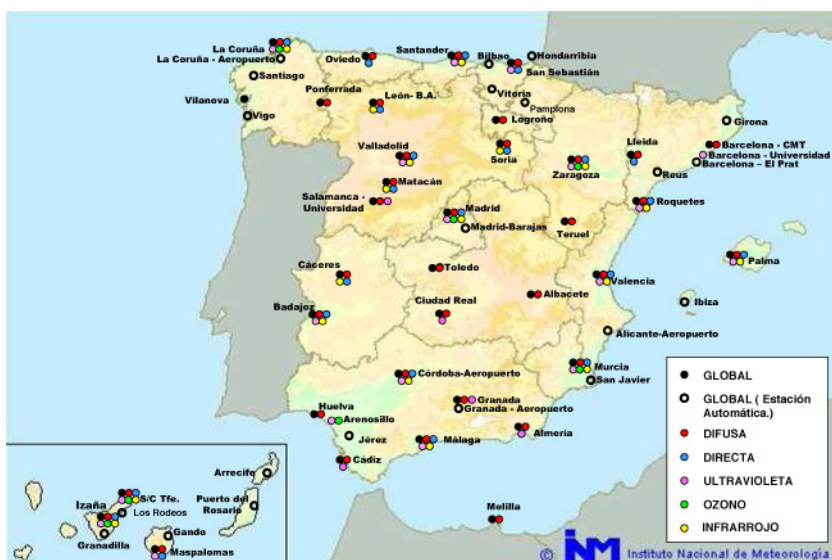 La Coruña
La Coruña - Aeropuerto
Santiago
Vilanova
Vigo
Oviedo
Ponferrada
Santander
Bilbao
Hondarribia
San Sebastián
Vitoria
Pamplona
León- B.A.
Logroño
Valladolid
Soria
Zaragoza
Lleida
Girona
Barcelona - CMT
Barcelona - Universidad
Barcelona – El Prat
Reus
Roquetes
Matacán
Salamanca -
Universidad
Madrid
Madrid-Barajas
Teruel
Palma
Cáceres
Toledo
Valencia
Ibiza
Badajoz
Ciudad Real
Albacete
Alicante-Aeropuerto
Córdoba-Aeropuerto
Murcia
San Javier
Huelva
Arenosillo
Granada
Granada - Aeropuerto
Jérez
Málaga
Almería
Cádiz
Melilla
Arrecife
Izaña
S/C Tfe.
Los Rodeos
Puerto del
Rosario
Granadilla
Gando
Maspalomas
GLOBAL
GLOBAL ( Estación
Automática.)
DIFUSA
DIRECTA
ULTRAVIOLETA
OZONO
INFRARROJO
© INM Instituto Nacional de Meteorología